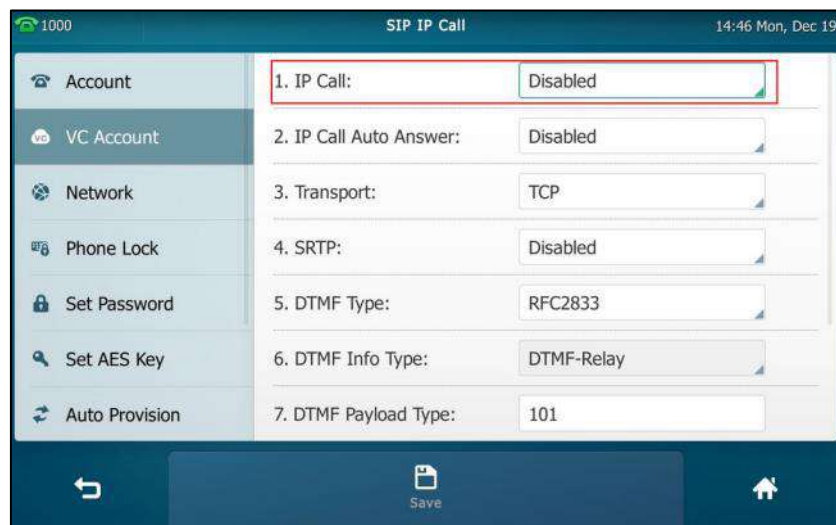 1000 SIP IP Call 14:46 Mon, Dec 19
Account
VC Account
Network
Phone Lock
Set Password
Set AES Key
Auto Provision
1. IP Call: Disabled
2. IP Call Auto Answer: Disabled
3. Transport: TCP
4. SRTP: Disabled
5. DTMF Type: RFC2833
6. DTMF Info Type: DTMF-Relay
7. DTMF Payload Type: 101
Save